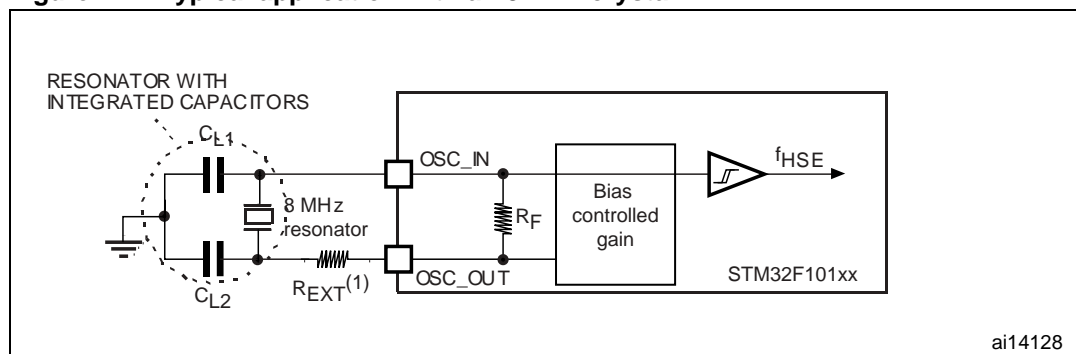 RESONATOR WITH
INTEGRATED CAPACITORS
CL1
OSC_IN
fHSE
8 MHz
resonator
RF
Bias
controlled
gain
OSC_OUT
STM32F101xx
REXT(1)
CL2
ai14128